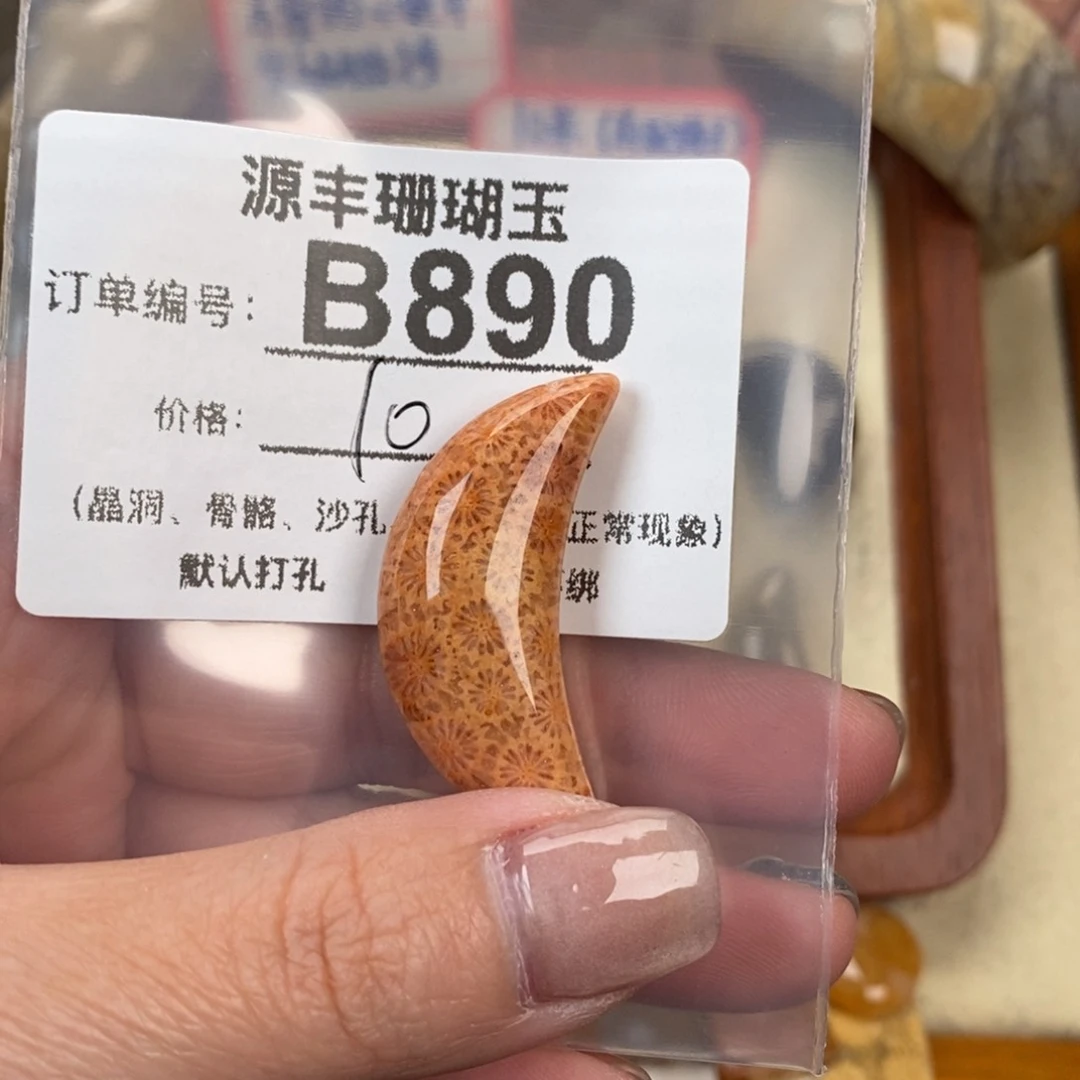 源丰珊瑚玉
订单编号: B890
价格: 10
(晶洞、骨骼、沙孔 正常现象)
默认打孔 绑